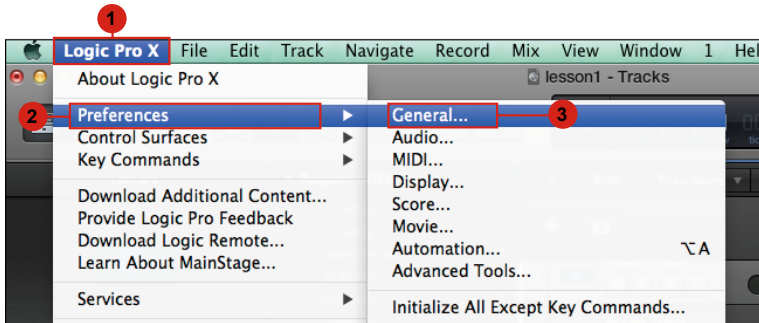 1
Logic Pro X File Edit Track Navigate Record Mix View Window 1 Hel
About Logic Pro X
lesson1 - Tracks
2
Preferences
General...
3
Control Surfaces
Audio...
Key Commands
MIDI...
Display...
Download Additional Content...
Score...
Provide Logic Pro Feedback
Movie...
Download Logic Remote...
Automation... ⌥A
Learn About MainStage...
Advanced Tools...
Services
Initialize All Except Key Commands...